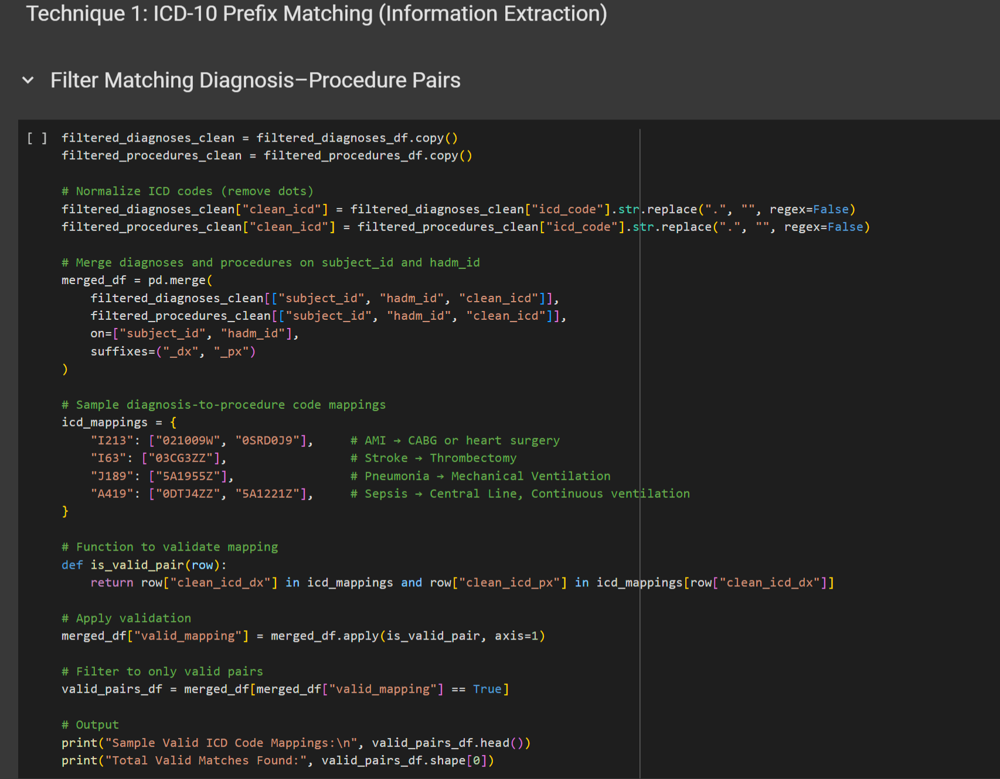 Technique 1: ICD-10 Prefix Matching (Information Extraction)
Filter Matching Diagnosis–Procedure Pairs
[ ] filtered_diagnoses_clean = filtered_diagnoses_df.copy()
filtered_procedures_clean = filtered_procedures_df.copy()
# Normalize ICD codes (remove dots)
filtered_diagnoses_clean["clean_icd"] = filtered_diagnoses_clean["icd_code"].str.replace(".", "", regex=False)
filtered_procedures_clean["clean_icd"] = filtered_procedures_clean["icd_code"].str.replace(".", "", regex=False)
# Merge diagnoses and procedures on subject_id and hadm_id
merged_df = pd.merge(
    filtered_diagnoses_clean[["subject_id", "hadm_id", "clean_icd"]],
    filtered_procedures_clean[["subject_id", "hadm_id", "clean_icd"]],
    on=["subject_id", "hadm_id"],
    suffixes=("_dx", "_px")
)
# Sample diagnosis-to-procedure code mappings
icd_mappings = {
    "I213": ["021009W", "0SRD0J9"],     # AMI → CABG or heart surgery
    "I63": ["03CG3ZZ"],                 # Stroke → Thrombectomy
    "J189": ["5A1955Z"],                # Pneumonia → Mechanical Ventilation
    "A419": ["0DTJ4ZZ", "5A1221Z"],     # Sepsis → Central Line, Continuous ventilation
}
# Function to validate mapping
def is_valid_pair(row):
    return row["clean_icd_dx"] in icd_mappings and row["clean_icd_px"] in icd_mappings[row["clean_icd_dx"]]
# Apply validation
merged_df["valid_mapping"] = merged_df.apply(is_valid_pair, axis=1)
# Filter to only valid pairs
valid_pairs_df = merged_df[merged_df["valid_mapping"] == True]
# Output
print("Sample Valid ICD Code Mappings:\n", valid_pairs_df.head())
print("Total Valid Matches Found:", valid_pairs_df.shape[0])